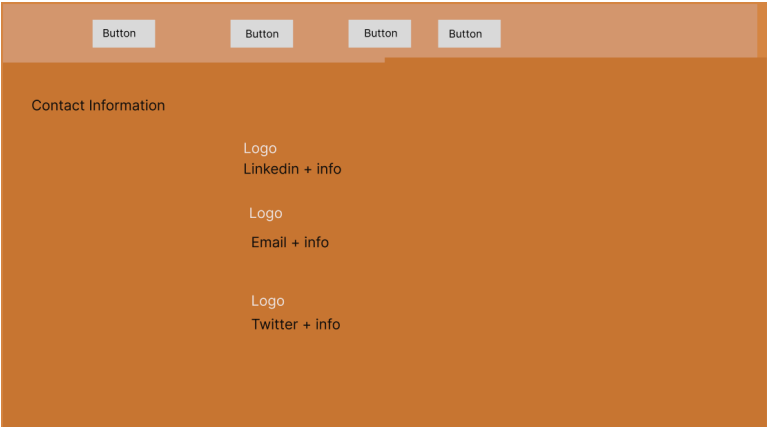 Button Button Button Button
Contact Information
Logo
Linkedin + info
Logo
Email + info
Logo
Twitter + info